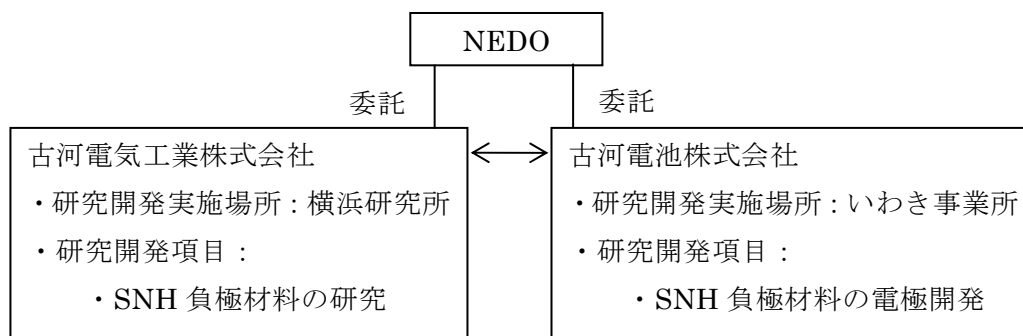 NEDO
委託
委託
古河電気工業株式会社
・研究開発実施場所：横浜研究所
・研究開発項目：
・SNH 負極材料の研究
古河電池株式会社
・研究開発実施場所：いわき事業所
・研究開発項目：
・SNH 負極材料の電極開発